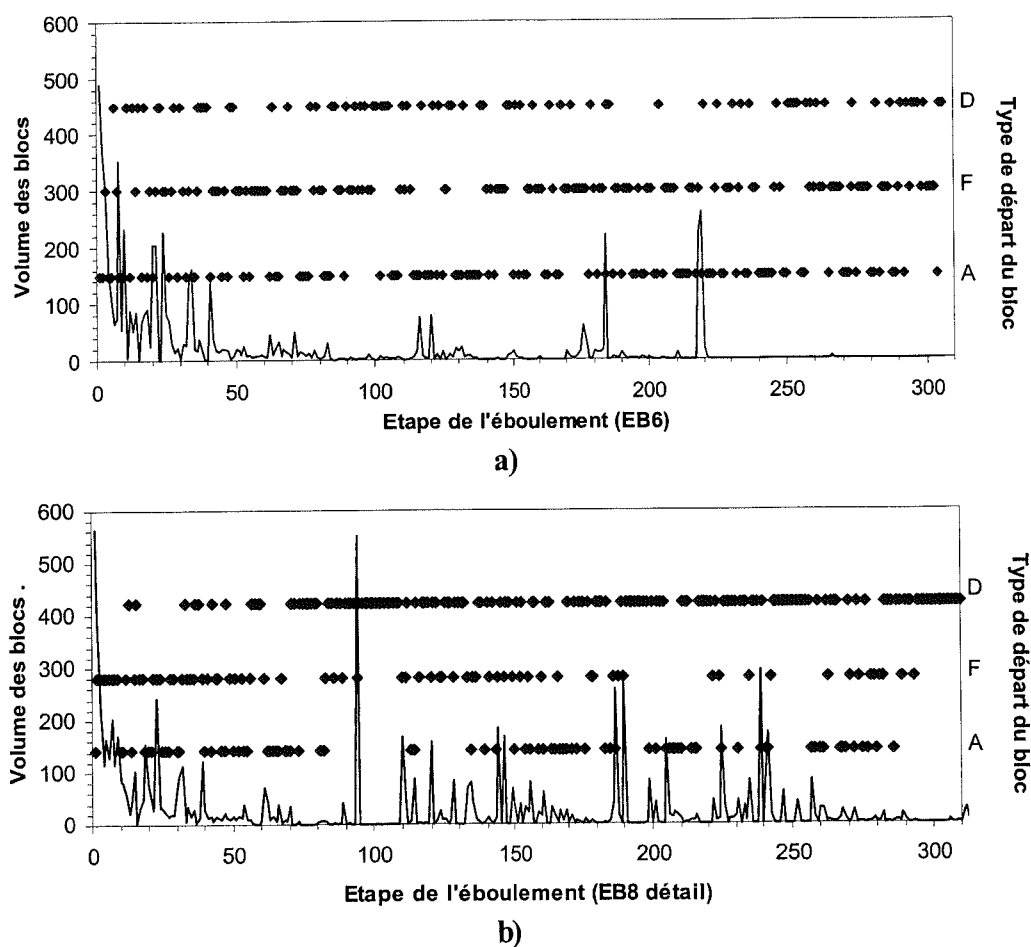 600
500
400
300
200
100
0
Volume des blocs
D
F
A
Type de départ du bloc
0 50 100 150 200 250 300
Etape de l'éboulement (EB6)
a)
600
500
400
300
200
100
0
Volume des blocs .
D
F
A
Type de départ du bloc
0 50 100 150 200 250 300
Etape de l'éboulement (EB8 détail)
b)